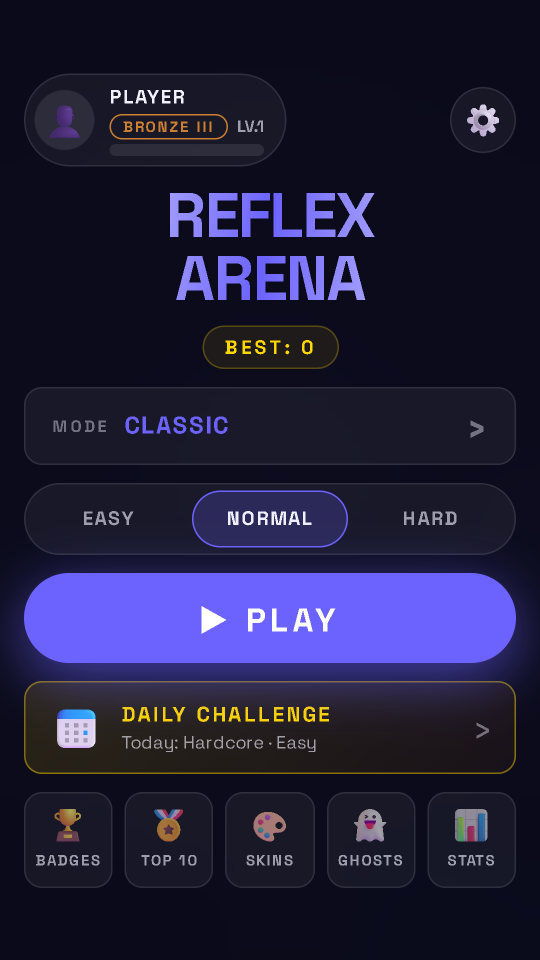 PLAYER
BRONZE III LV.1
REFLEX
ARENA
BEST: 0
MODE CLASSIC >
EASY NORMAL HARD
▶ PLAY
DAILY CHALLENGE
Today: Hardcore · Easy
>
BADGES TOP 10 SKINS GHOSTS STATS